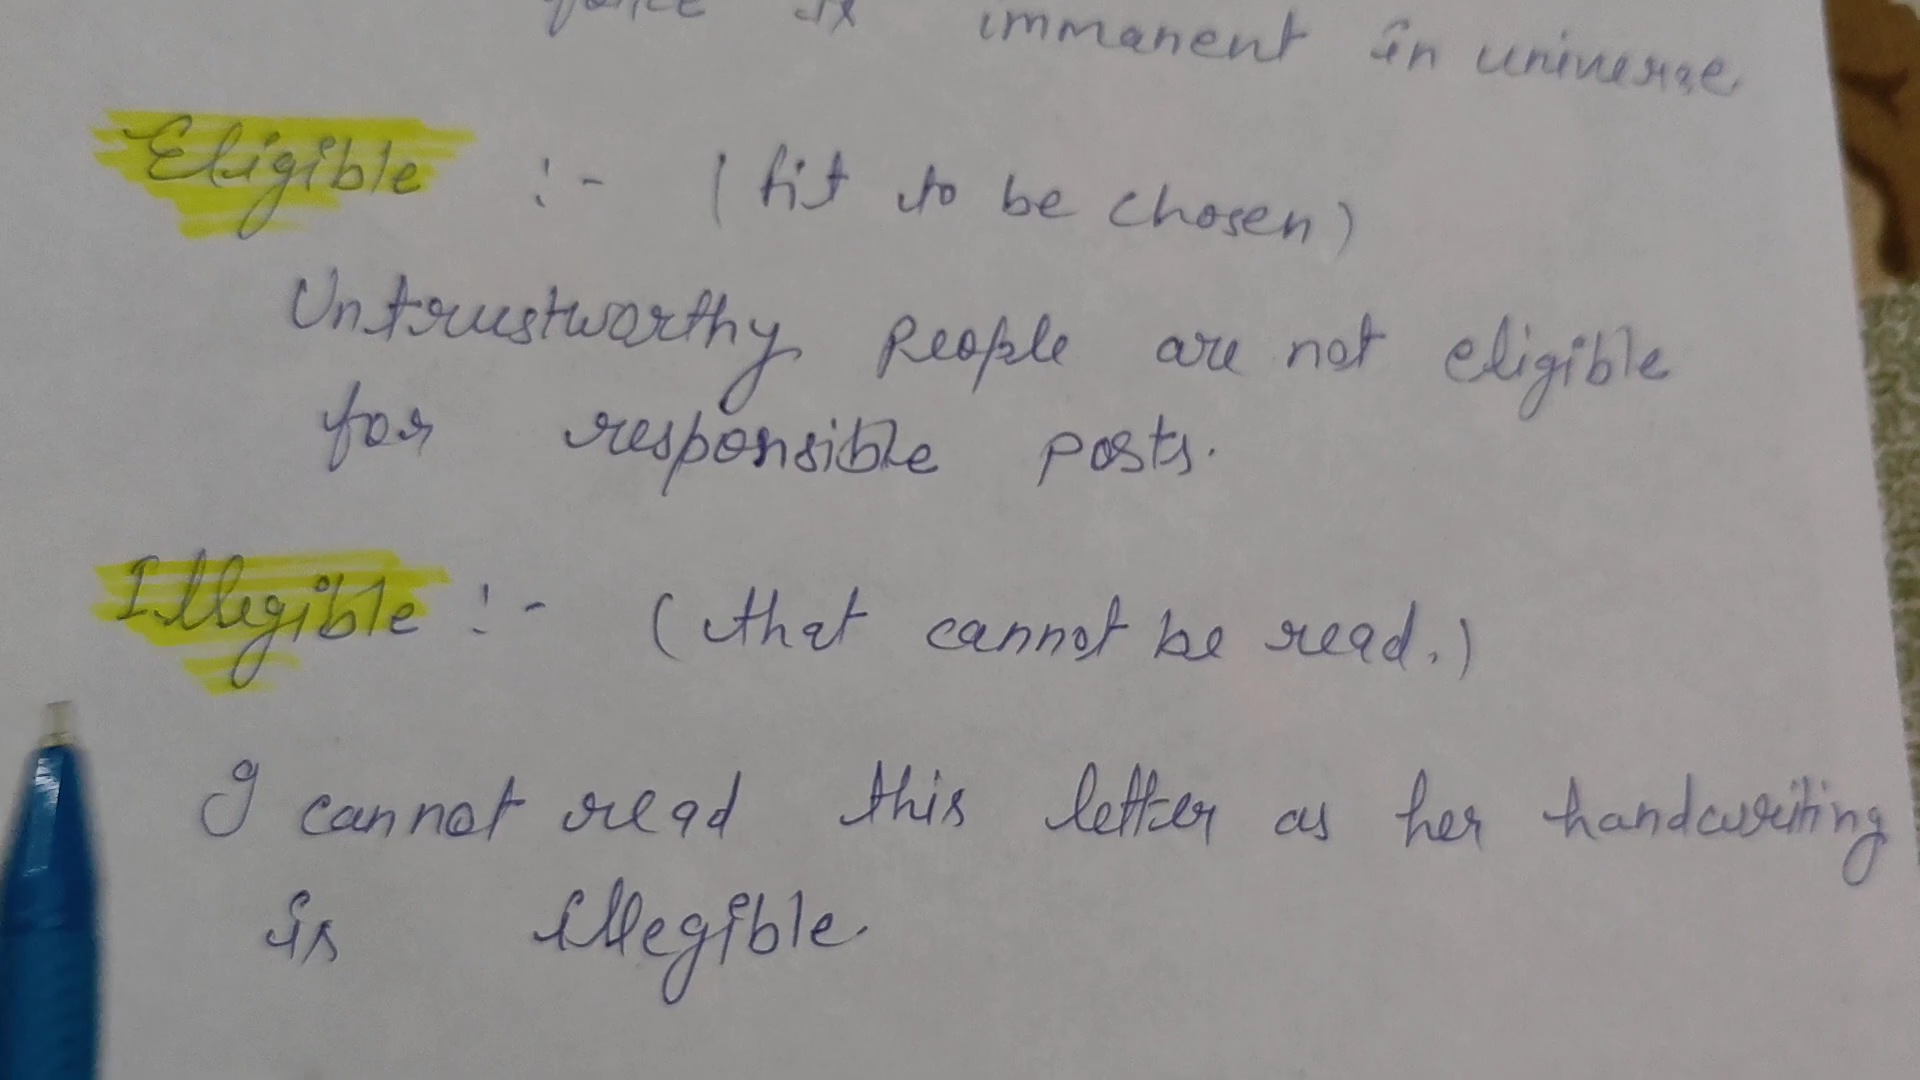 is immanent in universe
Eligible :- (fit to be chosen)
Untrustworthy People are not eligible
for responsible posts.
Illegible :- (that cannot be read.)
I cannot read this letter as her handwriting
is illegible.